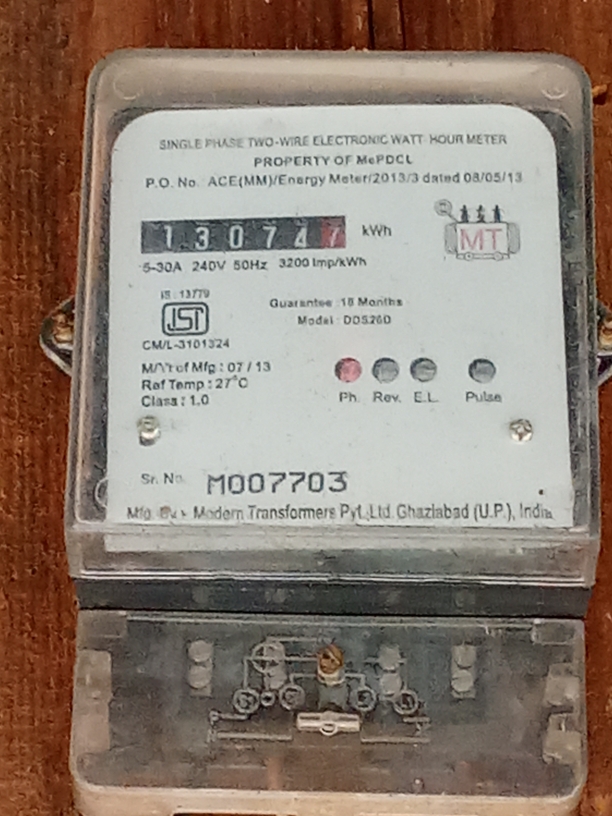 SINGLE PHASE TWO-WIRE ELECTRONIC WATT HOUR METER
PROPERTY OF MePDCL
P.O. No. ACE(MM)/Energy Meter/2013/3 dated 08/05/13
130747 kWh
MT
5-30A 240V 50Hz 3200 Imp/kWh
IS : 13779
Guarantee : 18 Months
Model : DDS26D
CM/L-3101324
M/Yr of Mfg : 07 / 13
Ref Temp : 27°C
Class : 1.0
Ph. Rev. E.L. Pulse
Sr. No. M007703
Mfg. By : Modern Transformers Pvt. Ltd. Ghaziabad (U.P.), India